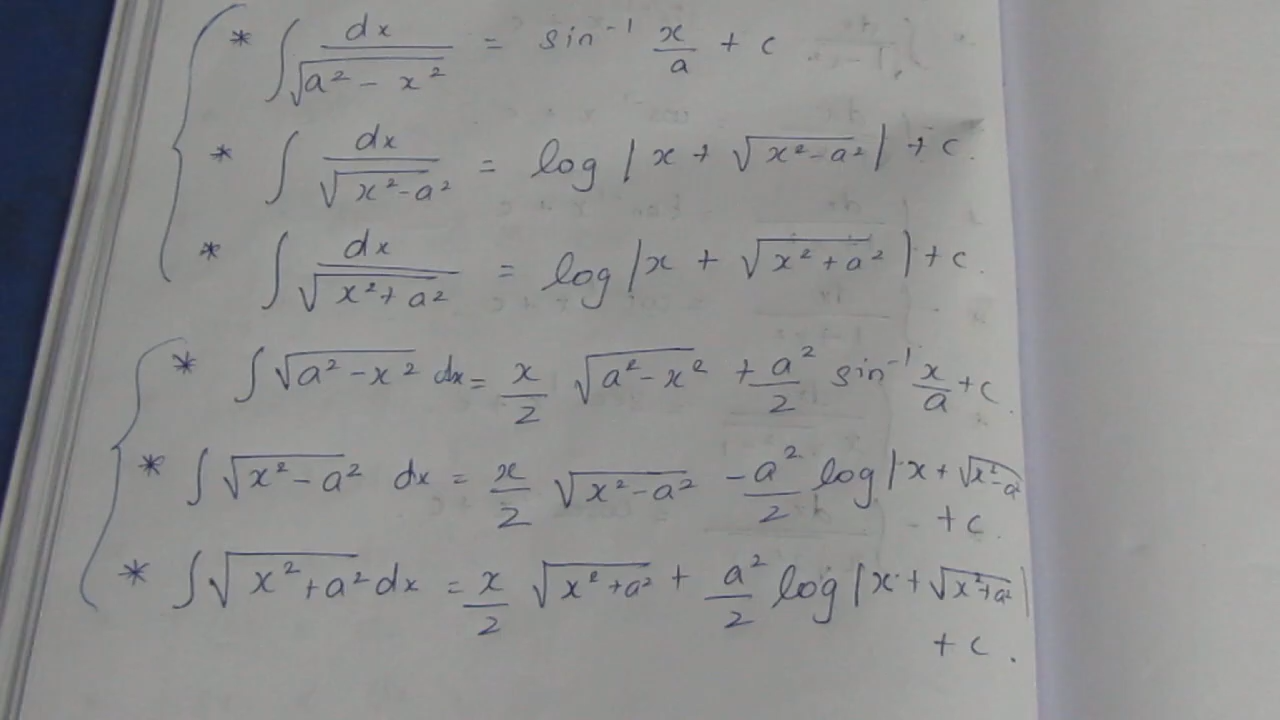 * ∫ dx/√(a² - x²) = sin⁻¹ x/a + c
* ∫ dx/√(x²-a²) = log |x + √(x²-a²)| + c.
* ∫ dx/√(x²+a²) = log |x + √(x²+a²)| + c.
* ∫ √(a²-x²) dx = x/2 √(a²-x²) + a²/2 sin⁻¹ x/a + c.
* ∫ √(x²-a²) dx = x/2 √(x²-a²) - a²/2 log |x + √(x²-a²)
+ c.
* ∫ √(x²+a²) dx = x/2 √(x²+a²) + a²/2 log |x + √(x²+a²)|
+ c.